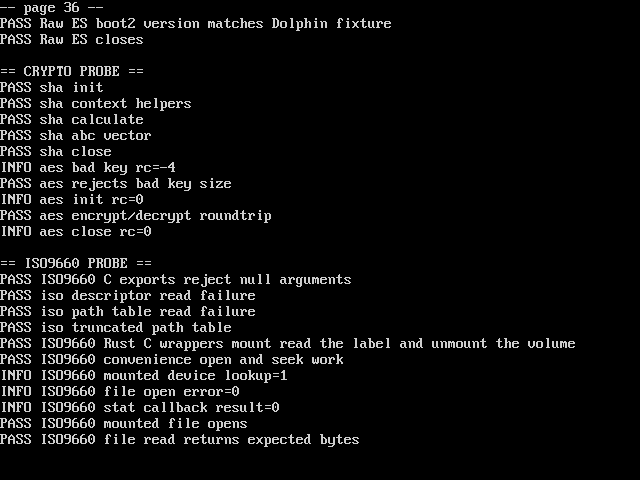 -- page 36 --
PASS Raw ES boot2 version matches Dolphin fixture
PASS Raw ES closes
== CRYPTO PROBE ==
PASS sha init
PASS sha context helpers
PASS sha calculate
PASS sha abc vector
PASS sha close
INFO aes bad key rc=-4
PASS aes rejects bad key size
INFO aes init rc=0
PASS aes encrypt/decrypt roundtrip
INFO aes close rc=0
== ISO9660 PROBE ==
PASS ISO9660 C exports reject null arguments
PASS iso descriptor read failure
PASS iso path table read failure
PASS iso truncated path table
PASS ISO9660 Rust C wrappers mount read the label and unmount the volume
PASS ISO9660 convenience open and seek work
INFO ISO9660 mounted device lookup=1
INFO ISO9660 file open error=0
INFO ISO9660 stat callback result=0
PASS ISO9660 mounted file opens
PASS ISO9660 file read returns expected bytes